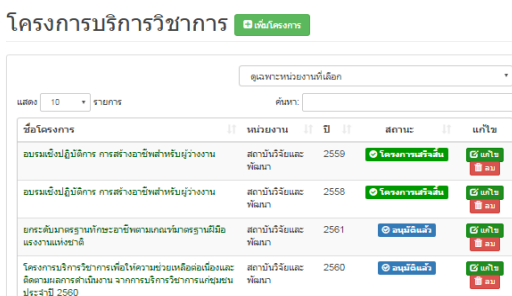 โครงการบริการวิชาการ เพิ่มโครงการ
ดูเฉพาะหน่วยงานที่เลือก
แสดง 10 รายการ ค้นหา:
ชื่อโครงการ หน่วยงาน ปี สถานะ แก้ไข
อบรมเชิงปฏิบัติการ การสร้างอาชีพสำหรับผู้ว่างงาน สถาบันวิจัยและ 2559 โครงการเสร็จสิ้น แก้ไข
พัฒนา ลบ
อบรมเชิงปฏิบัติการ การสร้างอาชีพสำหรับผู้ว่างงาน สถาบันวิจัยและ 2558 โครงการเสร็จสิ้น แก้ไข
พัฒนา ลบ
ยกระดับมาตรฐานทักษะอาชีพตามเกณฑ์มาตรฐานฝีมือ สถาบันวิจัยและ 2561 อนุมัติแล้ว แก้ไข
แรงงานแห่งชาติ พัฒนา ลบ
โครงการบริการวิชาการเพื่อให้ความช่วยเหลือต่อเนื่องและ สถาบันวิจัยและ 2560 อนุมัติแล้ว แก้ไข
ติดตามผลการดำเนินงาน จากการบริการวิชาการแก่ชุมชน พัฒนา ลบ
ประจำปี 2560